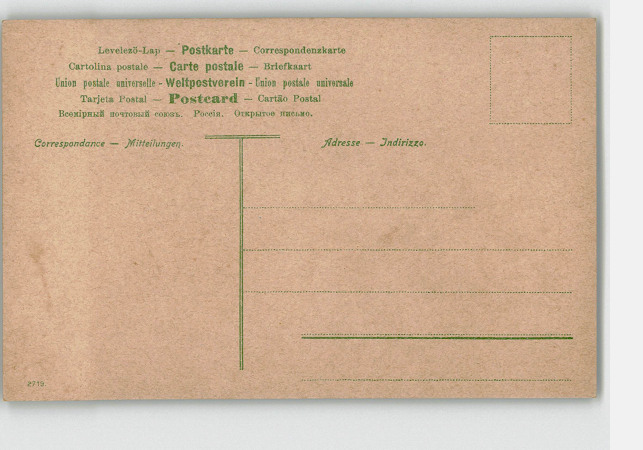 Levelező-Lap — Postkarte — Correspondenzkarte
Cartolina postale — Carte postale — Briefkaart
Union postale universelle - Weltpostverein - Union postale universale
Tarjeta Postal — Postcard — Cartão Postal
Всемірный почтовый союзъ. Россія. Открытое письмо.
Correspondance — Mitteilungen.
Adresse — Indirizzo.
2719